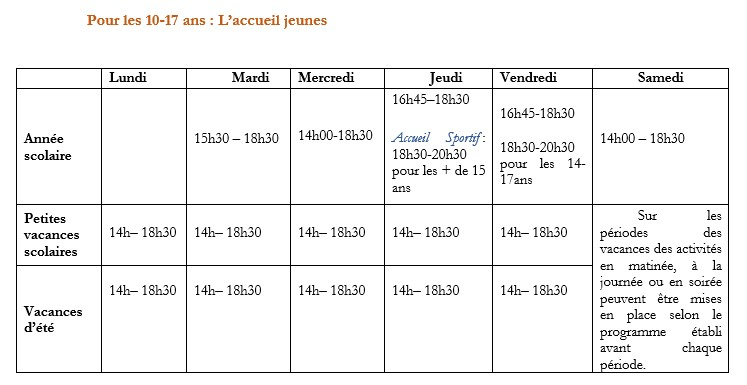 Pour les 10-17 ans : L’accueil jeunes
Lundi Mardi Mercredi Jeudi Vendredi Samedi
Année
scolaire
15h30 – 18h30
14h00-18h30
16h45–18h30
Accueil Sportif :
18h30-20h30
pour les + de 15
ans
16h45-18h30
18h30-20h30
pour les 14-
17ans
14h00 – 18h30
Petites
vacances
scolaires
14h– 18h30
14h– 18h30
14h– 18h30
14h– 18h30
14h– 18h30
Sur les
périodes des
vacances des activités
en matinée, à la
journée ou en soirée
peuvent être mises
en place selon le
programme établi
avant chaque
période.
Vacances
d’été
14h– 18h30
14h– 18h30
14h– 18h30
14h– 18h30
14h– 18h30